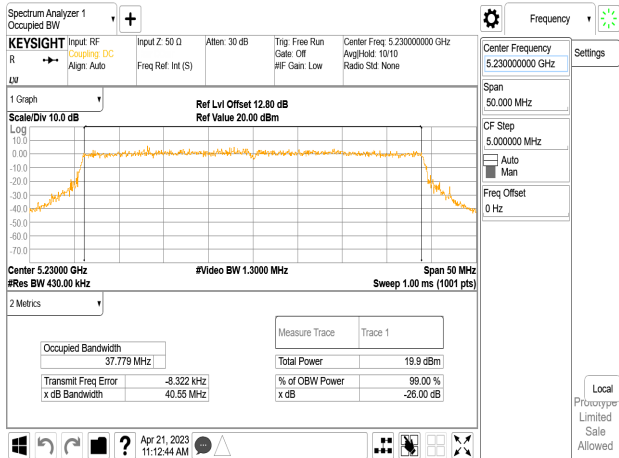 Spectrum Analyzer 1
Occupied BW
Frequency
KEYSIGHT
R
LXI
Input: RF
Coupling: DC
Align: Auto
Input Z: 50 Ω
Freq Ref: Int (S)
Atten: 30 dB
Trig: Free Run
Gate: Off
#IF Gain: Low
Center Freq: 5.230000000 GHz
Avg|Hold: 10/10
Radio Std: None
Center Frequency
5.230000000 GHz
Settings
Span
50.000 MHz
CF Step
5.000000 MHz
Auto
Man
Freq Offset
0 Hz
1 Graph
Scale/Div 10.0 dB
Ref Lvl Offset 12.80 dB
Ref Value 20.00 dBm
Log
10.0
0.00
-10.0
-20.0
-30.0
-40.0
-50.0
-60.0
-70.0
Center 5.23000 GHz
#Res BW 430.00 kHz
#Video BW 1.3000 MHz
Span 50 MHz
Sweep 1.00 ms (1001 pts)
2 Metrics
Measure Trace Trace 1
Occupied Bandwidth
37.779 MHz
Total Power 19.9 dBm
Transmit Freq Error -8.322 kHz
% of OBW Power 99.00 %
x dB Bandwidth 40.55 MHz
x dB -26.00 dB
Local
Prototype
Limited
Sale
Allowed
?
Apr 21, 2023
11:12:44 AM